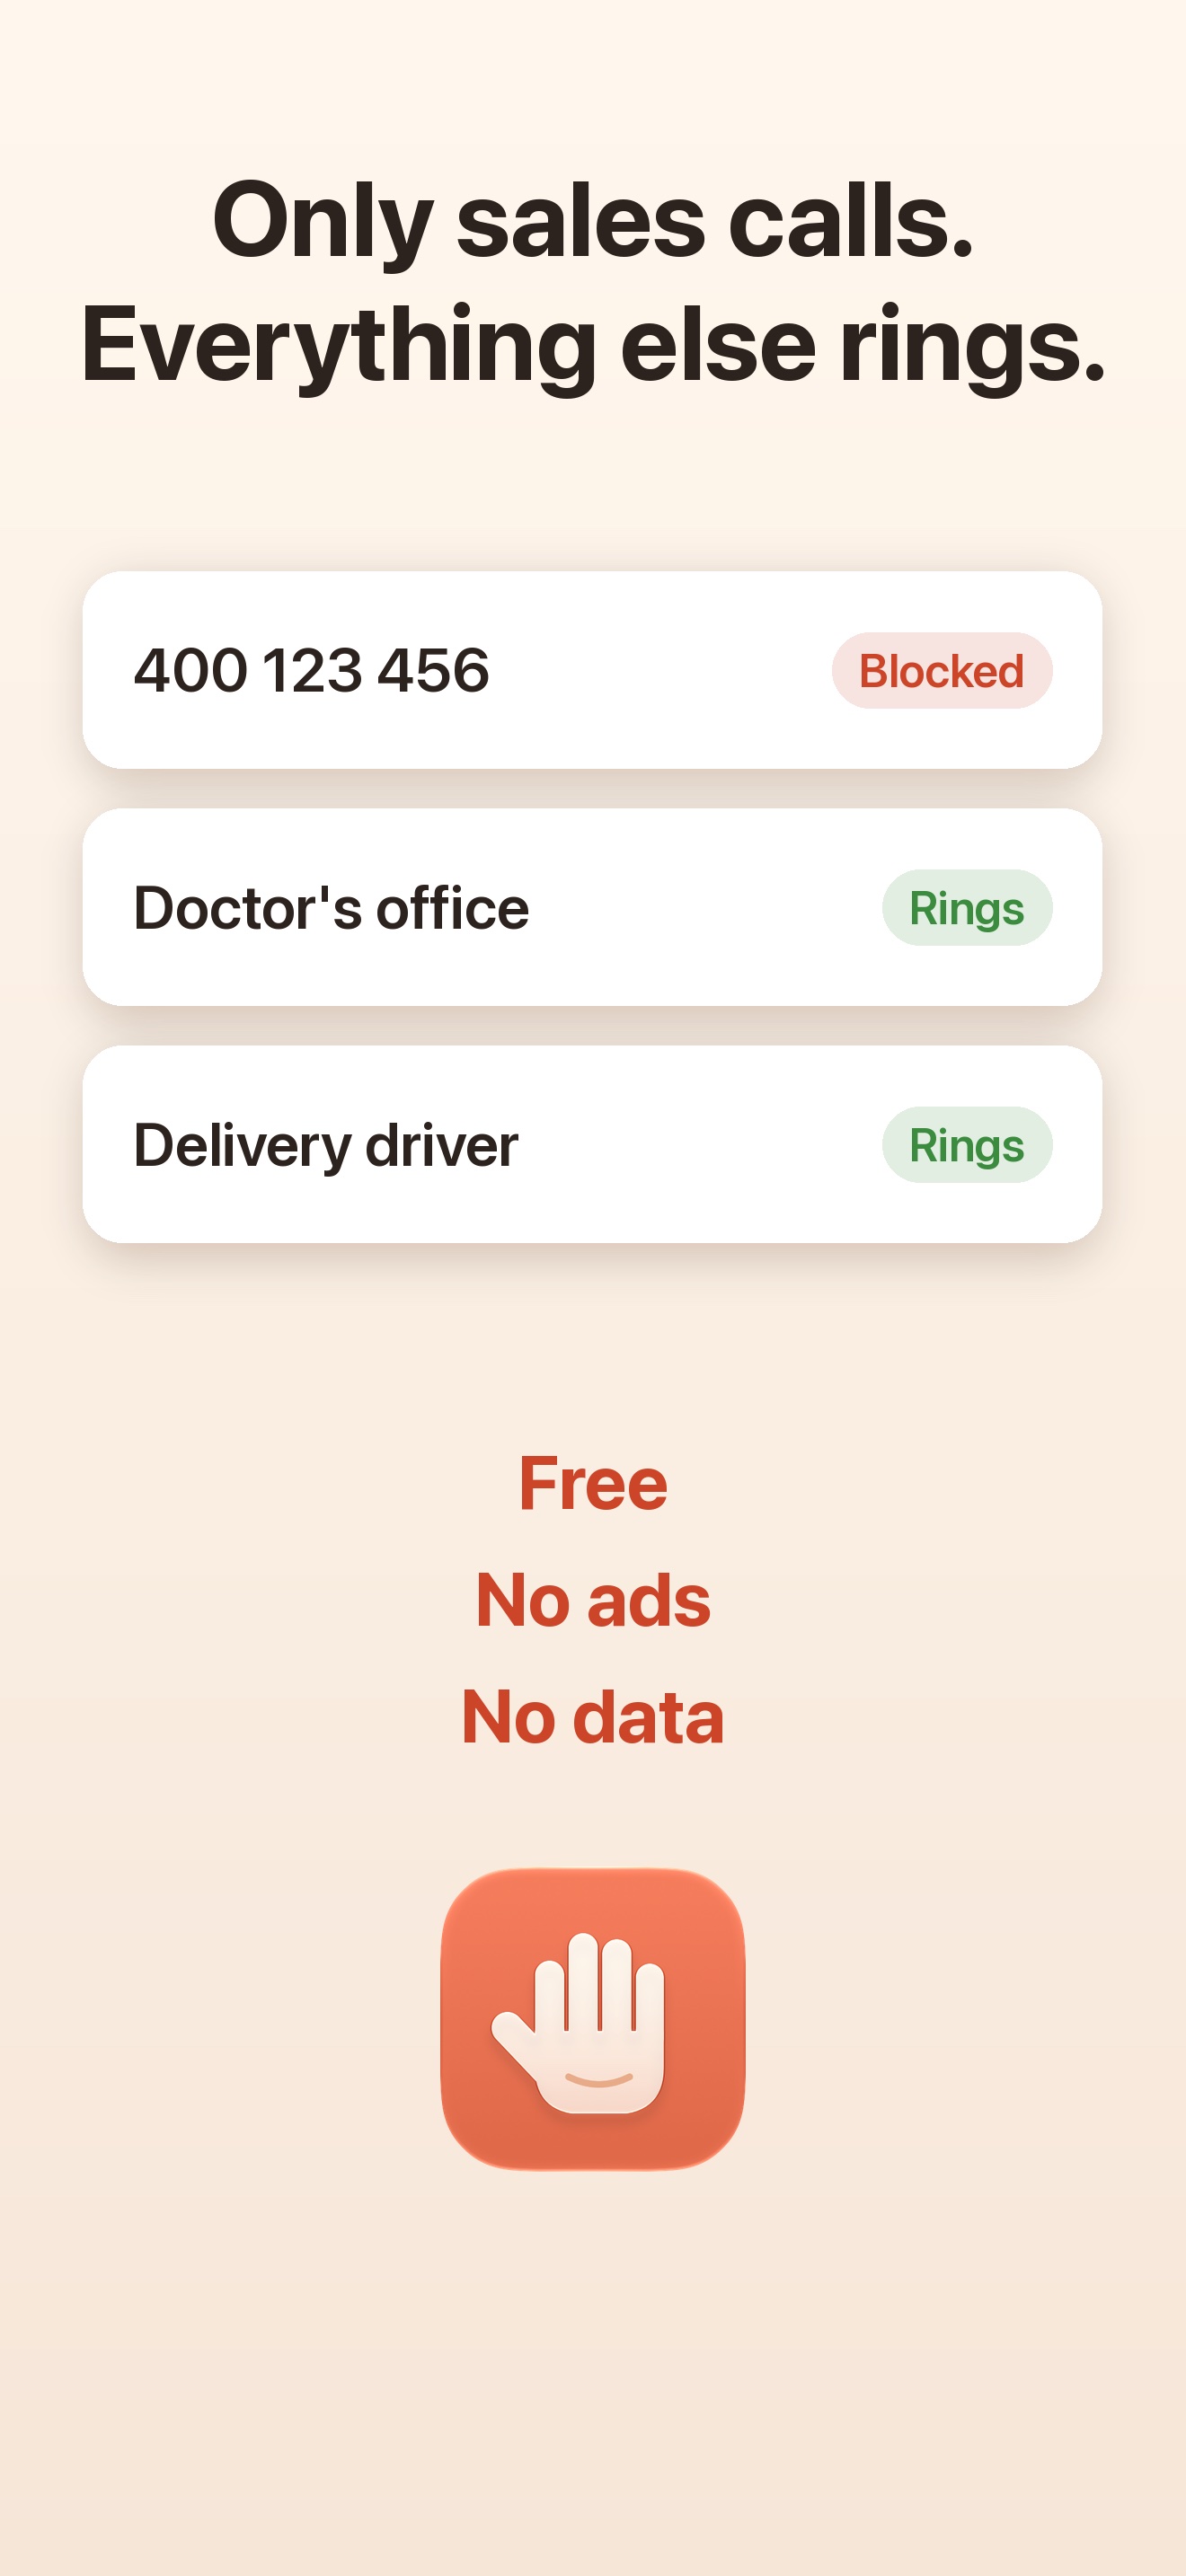 Only sales calls.
Everything else rings.
400 123 456
Blocked
Doctor's office
Rings
Delivery driver
Rings
Free
No ads
No data